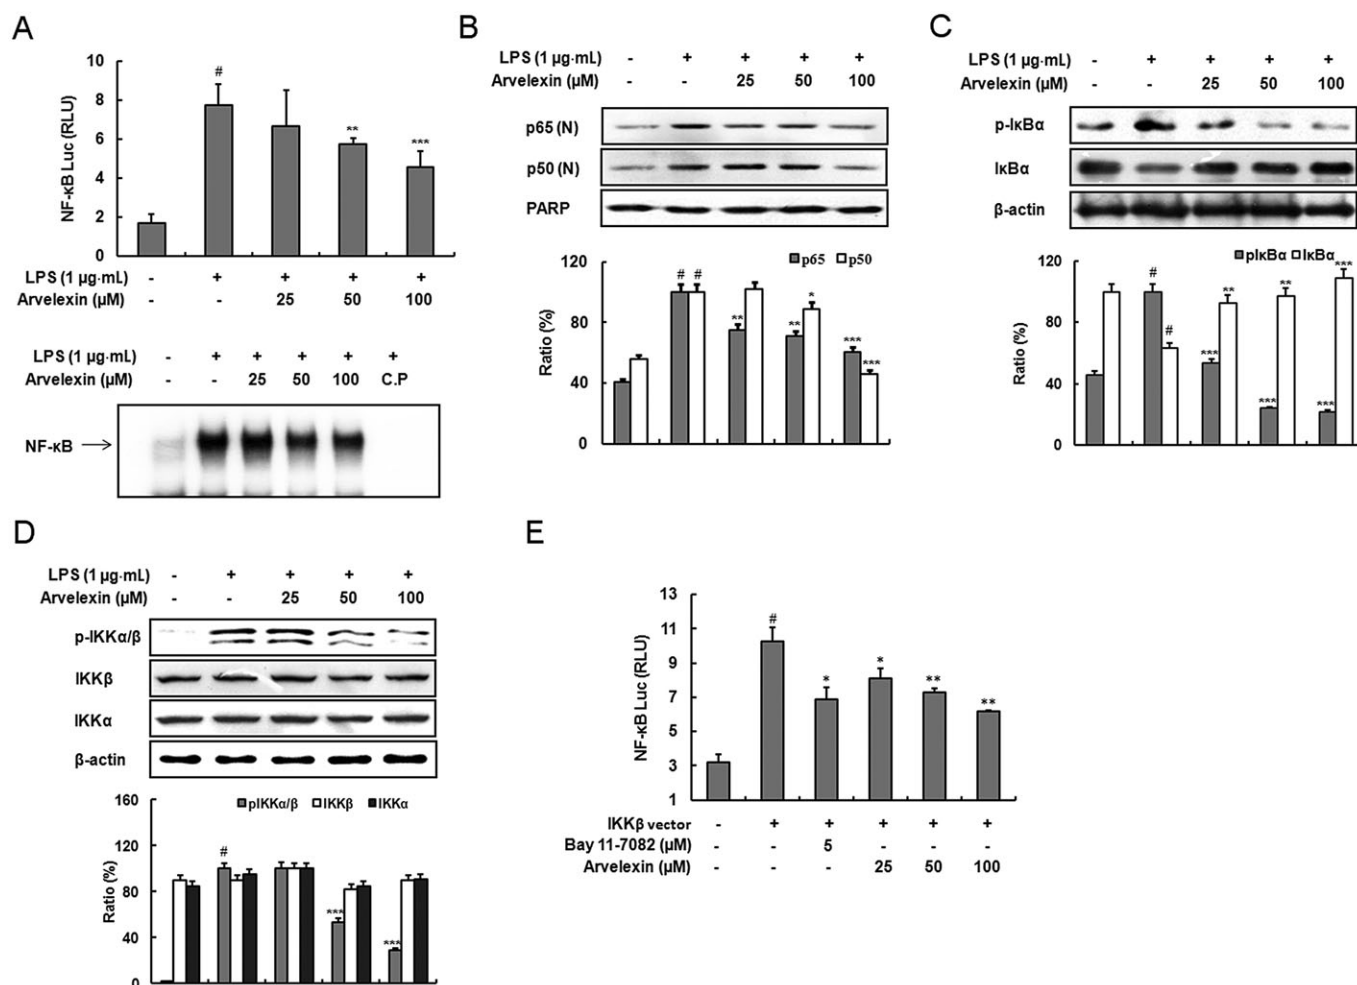 A
10
8
6
4
2
0
NF-κB Luc (RLU)
#
**
***
LPS (1 μg·mL) - + + + +
Arvelexin (μM) - - 25 50 100
LPS (1 μg·mL) - + + + + +
Arvelexin (μM) - - 25 50 100 C.P
NF-κB
B
LPS (1 μg·mL) - + + + +
Arvelexin (μM) - - 25 50 100
p65 (N)
p50 (N)
PARP
p65 p50
120
80
40
0
Ratio (%)
# #
**
** *
*** ***
C
LPS (1 μg·mL) - + + + +
Arvelexin (μM) - - 25 50 100
p-IκBα
IκBα
β-actin
pIκBα IκBα
120
80
40
0
Ratio (%)
# #
*** **
*** **
*** ***
D
LPS (1 μg·mL) - + + + +
Arvelexin (μM) - - 25 50 100
p-IKKα/β
IKKβ
IKKα
β-actin
pIKKα/β IKKβ IKKα
160
120
80
40
0
Ratio (%)
#
***
***
E
13
11
9
7
5
3
1
NF-κB Luc (RLU)
#
*
*
**
**
IKKβ vector - + + + + +
Bay 11-7082 (μM) - - 5 - - -
Arvelexin (μM) - - - 25 50 100